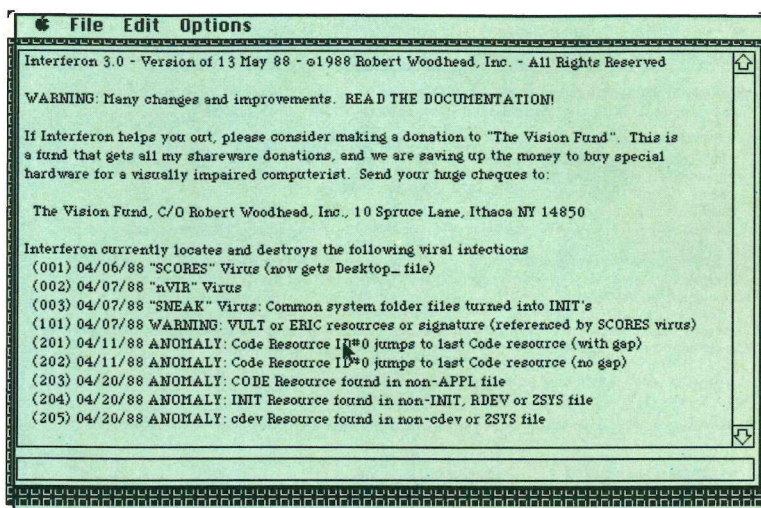 File Edit Options
Interferon 3.0 - Version of 13 May 88 - ©1988 Robert Woodhead, Inc. - All Rights Reserved
WARNING: Many changes and improvements. READ THE DOCUMENTATION!
If Interferon helps you out, please consider making a donation to "The Vision Fund". This is
a fund that gets all my shareware donations, and we are saving up the money to buy special
hardware for a visually impaired computerist. Send your huge cheques to:
The Vision Fund, C/O Robert Woodhead, Inc., 10 Spruce Lane, Ithaca NY 14850
Interferon currently locates and destroys the following viral infections
(001) 04/06/88 "SCORES" Virus (now gets Desktop_ file)
(002) 04/07/88 "nVIR" Virus
(003) 04/07/88 "SNEAK" Virus: Common system folder files turned into INIT's
(101) 04/07/88 WARNING: VULT or ERIC resources or signature (referenced by SCORES virus)
(201) 04/11/88 ANOMALY: Code Resource ID#0 jumps to last Code resource (with gap)
(202) 04/11/88 ANOMALY: Code Resource ID#0 jumps to last Code resource (no gap)
(203) 04/20/88 ANOMALY: CODE Resource found in non-APPL file
(204) 04/20/88 ANOMALY: INIT Resource found in non-INIT, RDEV or ZSYS file
(205) 04/20/88 ANOMALY: cdev Resource found in non-cdev or ZSYS file